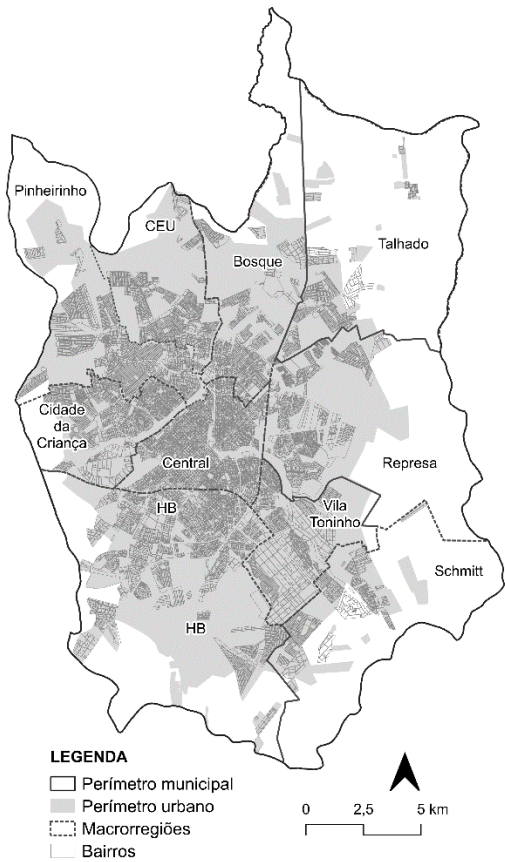 Pinheirinho
CEU
Bosque
Talhado
Cidade
da
Criança
Central
Represa
HB
Vila
Toninho
Schmitt
HB
LEGENDA
Perímetro municipal
Perímetro urbano
Macrorregiões
Bairros
0 2,5 5 km